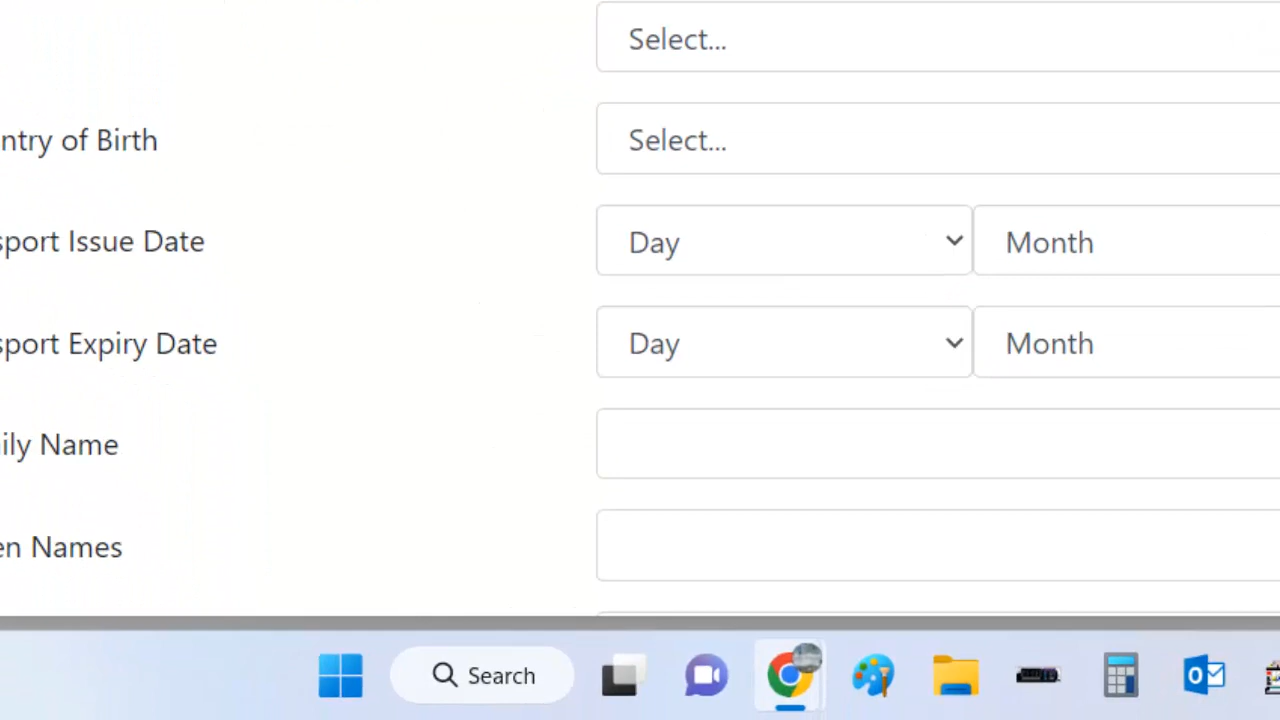 Select...
ntry of Birth Select...
sport Issue Date Day Month
sport Expiry Date Day Month
ily Name
en Names
Search